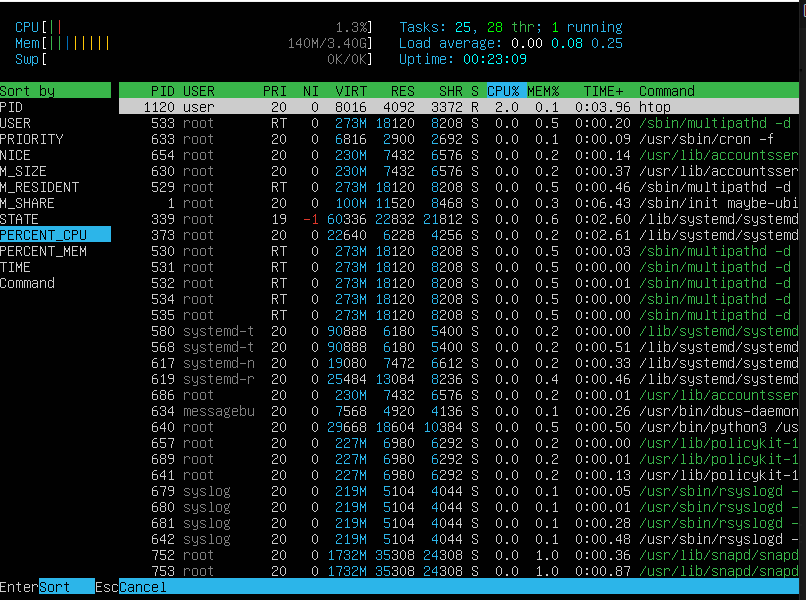 CPU[|| 1.3%] Tasks: 25, 28 thr; 1 running
Mem[|||||||| 140M/3.40G] Load average: 0.00 0.08 0.25
Swp[ 0K/0K] Uptime: 00:23:09
Sort by PID USER PRI NI VIRT RES SHR S CPU% MEM% TIME+ Command
PID 1120 user 20 0 8016 4092 3372 R 2.0 0.1 0:03.96 htop
USER 533 root RT 0 273M 18120 8208 S 0.0 0.5 0:00.20 /sbin/multipathd -d
PRIORITY 633 root 20 0 6816 2900 2692 S 0.0 0.1 0:00.09 /usr/sbin/cron -f
NICE 654 root 20 0 230M 7432 6576 S 0.0 0.2 0:00.14 /usr/lib/accountsser
M_SIZE 630 root 20 0 230M 7432 6576 S 0.0 0.2 0:00.37 /usr/lib/accountsser
M_RESIDENT 529 root RT 0 273M 18120 8208 S 0.0 0.5 0:00.46 /sbin/multipathd -d
M_SHARE 1 root 20 0 100M 11520 8468 S 0.0 0.3 0:06.43 /sbin/init maybe-ubi
STATE 339 root 19 -1 60336 22832 21812 S 0.0 0.6 0:02.60 /lib/systemd/systemd
PERCENT_CPU 373 root 20 0 22640 6228 4256 S 0.0 0.2 0:02.61 /lib/systemd/systemd
PERCENT_MEM 530 root RT 0 273M 18120 8208 S 0.0 0.5 0:00.03 /sbin/multipathd -d
TIME 531 root RT 0 273M 18120 8208 S 0.0 0.5 0:00.00 /sbin/multipathd -d
Command 532 root RT 0 273M 18120 8208 S 0.0 0.5 0:00.01 /sbin/multipathd -d
534 root RT 0 273M 18120 8208 S 0.0 0.5 0:00.00 /sbin/multipathd -d
535 root RT 0 273M 18120 8208 S 0.0 0.5 0:00.00 /sbin/multipathd -d
580 systemd-t 20 0 90888 6180 5400 S 0.0 0.2 0:00.00 /lib/systemd/systemd
568 systemd-t 20 0 90888 6180 5400 S 0.0 0.2 0:00.51 /lib/systemd/systemd
617 systemd-n 20 0 19080 7472 6612 S 0.0 0.2 0:00.33 /lib/systemd/systemd
619 systemd-r 20 0 25484 13084 8236 S 0.0 0.4 0:00.46 /lib/systemd/systemd
686 root 20 0 230M 7432 6576 S 0.0 0.2 0:00.01 /usr/lib/accountsser
634 messagebu 20 0 7568 4920 4136 S 0.0 0.1 0:00.26 /usr/bin/dbus-daemon
640 root 20 0 29668 18604 10384 S 0.0 0.5 0:00.50 /usr/bin/python3 /us
657 root 20 0 227M 6980 6292 S 0.0 0.2 0:00.00 /usr/lib/policykit-1
689 root 20 0 227M 6980 6292 S 0.0 0.2 0:00.01 /usr/lib/policykit-1
641 root 20 0 227M 6980 6292 S 0.0 0.2 0:00.13 /usr/lib/policykit-1
679 syslog 20 0 219M 5104 4044 S 0.0 0.1 0:00.05 /usr/sbin/rsyslogd -
680 syslog 20 0 219M 5104 4044 S 0.0 0.1 0:00.01 /usr/sbin/rsyslogd -
681 syslog 20 0 219M 5104 4044 S 0.0 0.1 0:00.28 /usr/sbin/rsyslogd -
642 syslog 20 0 219M 5104 4044 S 0.0 0.1 0:00.48 /usr/sbin/rsyslogd -
752 root 20 0 1732M 35308 24308 S 0.0 1.0 0:00.36 /usr/lib/snapd/snapd
753 root 20 0 1732M 35308 24308 S 0.0 1.0 0:00.87 /usr/lib/snapd/snapd
EnterSort EscCancel